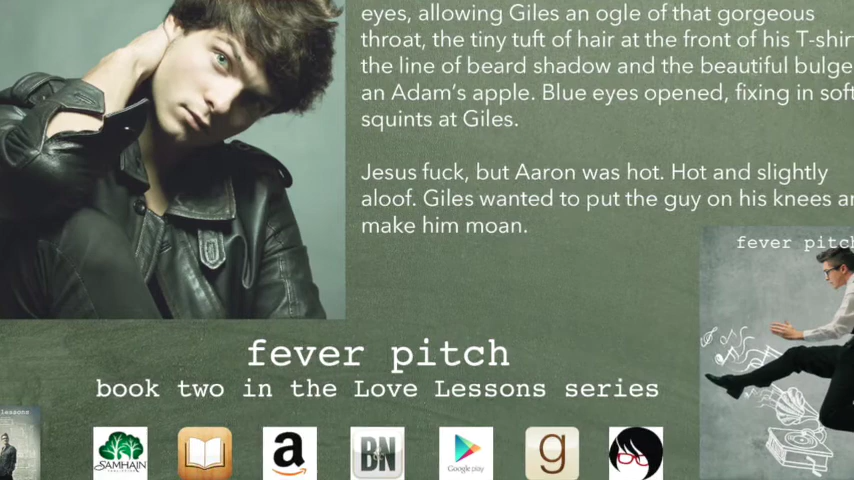 eyes, allowing Giles an ogle of that gorgeous
throat, the tiny tuft of hair at the front of his T-shirt
the line of beard shadow and the beautiful bulge
an Adam's apple. Blue eyes opened, fixing in soft
squints at Giles.
Jesus fuck, but Aaron was hot. Hot and slightly
aloof. Giles wanted to put the guy on his knees an
make him moan.
fever pitch
fever pitch
book two in the Love Lessons series
lessons
SAMHAIN
PUBLISHING
a
BN
Google play
g